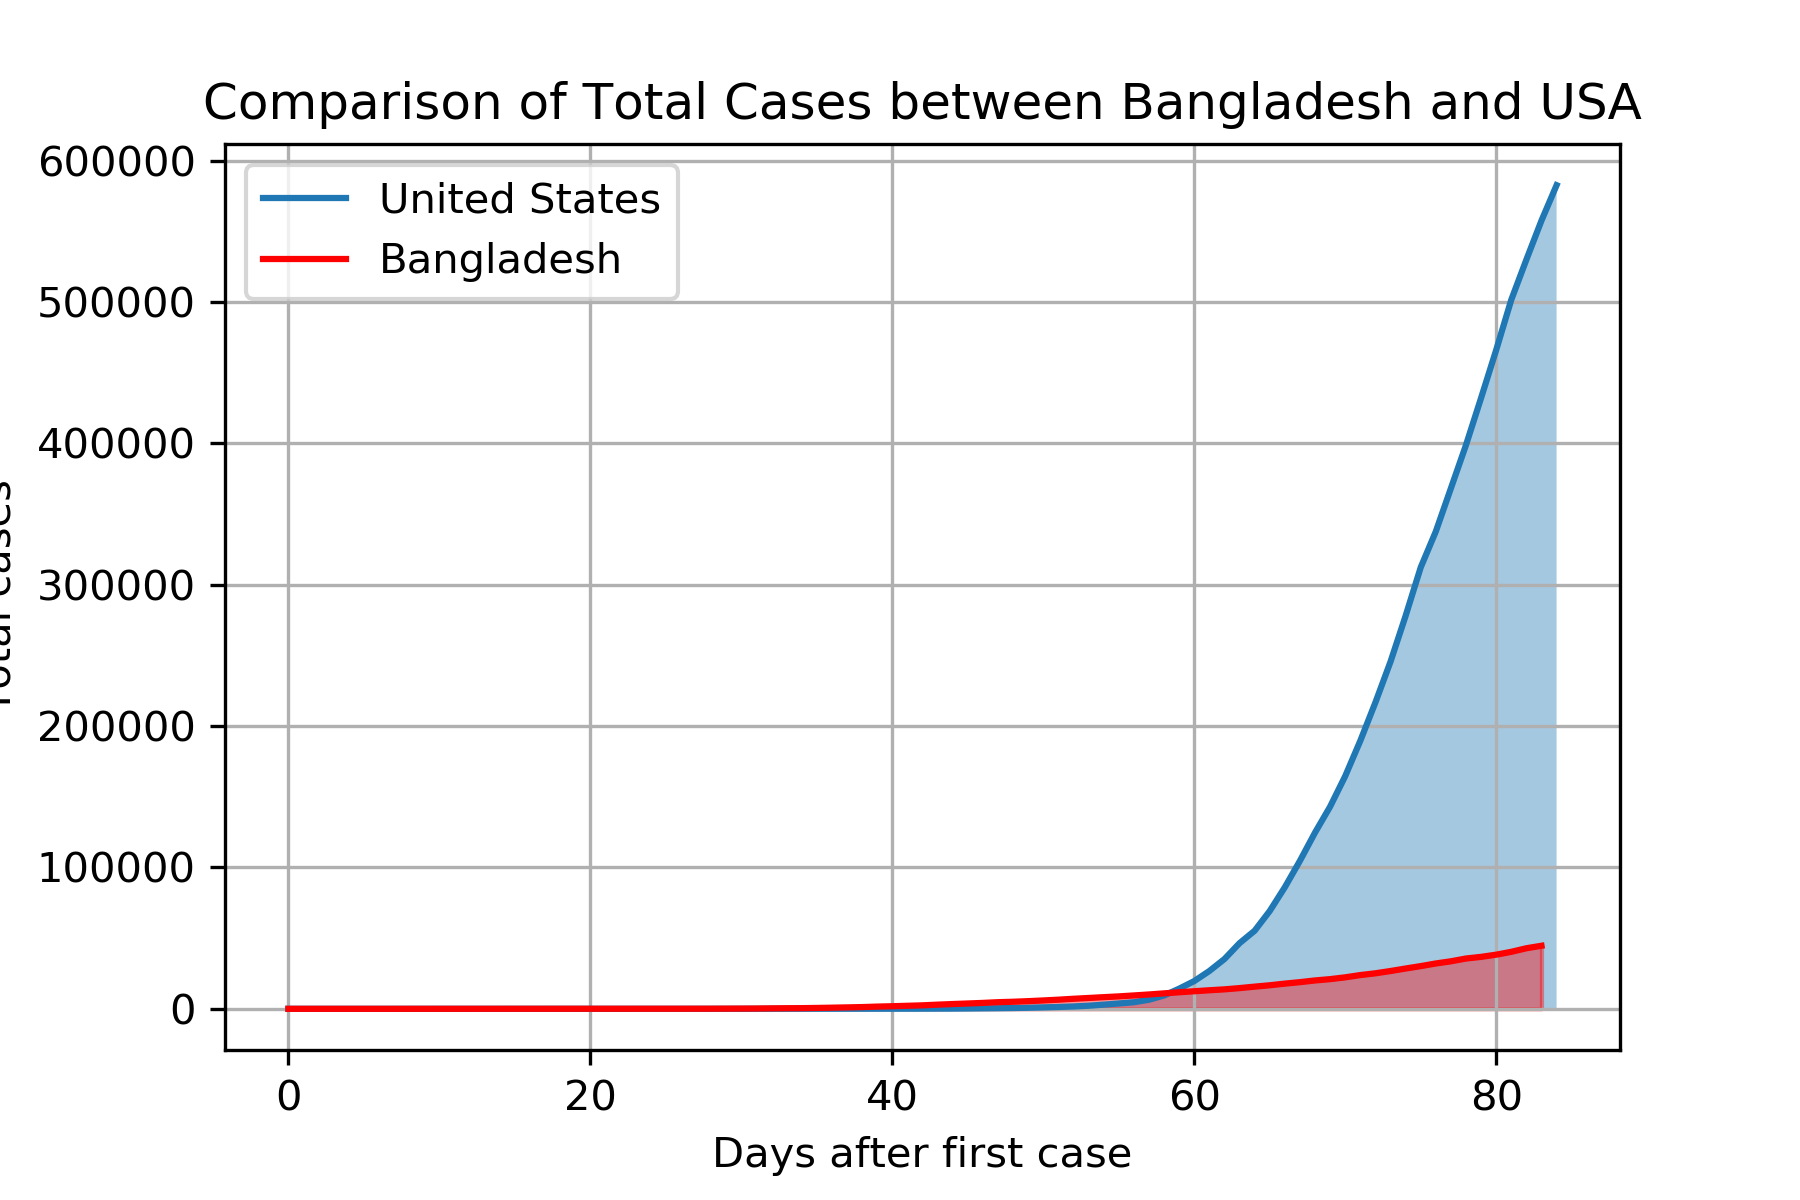 Comparison of Total Cases between Bangladesh and USA
600000
500000
400000
300000
200000
100000
0
United States
Bangladesh
Total cases
0 20 40 60 80
Days after first case